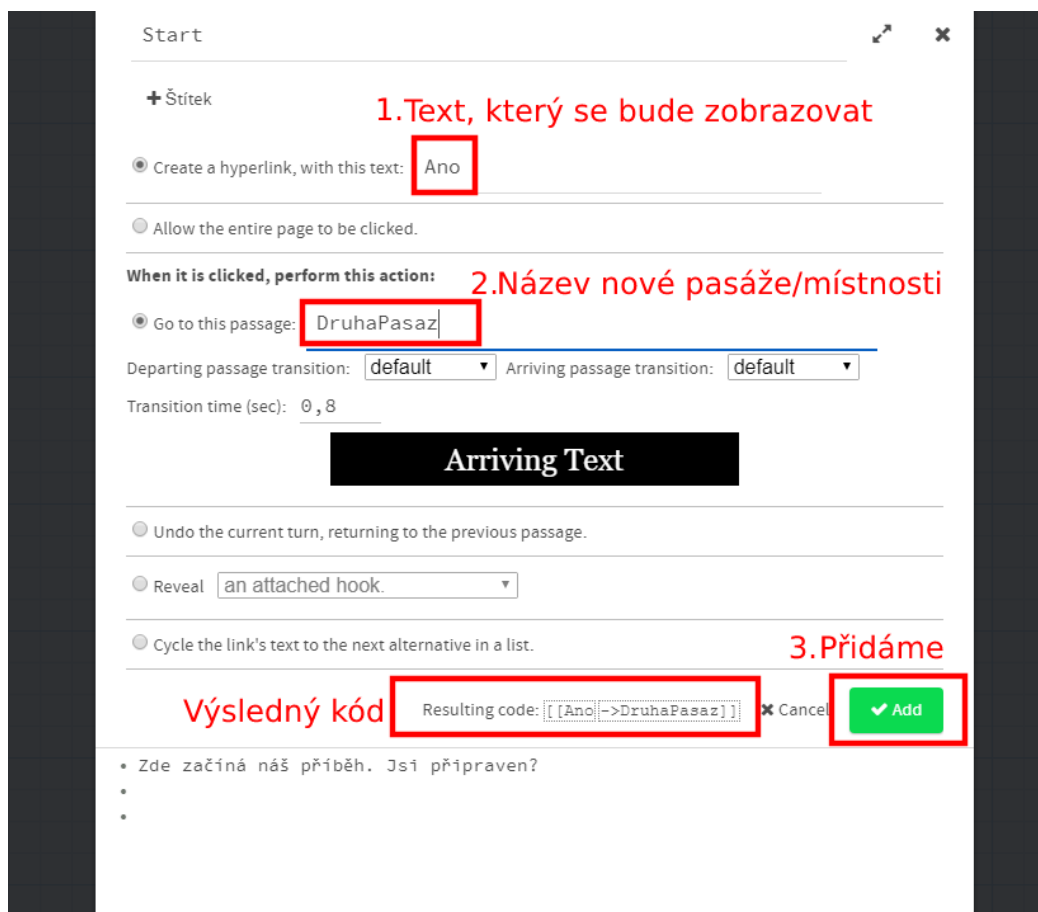 Start
Štítek
1.Text, který se bude zobrazovat
Create a hyperlink, with this text: Ano
Allow the entire page to be clicked.
When it is clicked, perform this action:
2.Název nové pasáže/místnosti
Go to this passage: DruhaPasaz
Departing passage transition: default Arriving passage transition: default
Transition time (sec): 0,8
Arriving Text
Undo the current turn, returning to the previous passage.
Reveal an attached hook.
Cycle the link's text to the next alternative in a list.
3.Přidáme
Výsledný kód Resulting code: [[Ano->DruhaPasaz]] Cancel Add
• Zde začíná náš příběh. Jsi připraven?
•
•